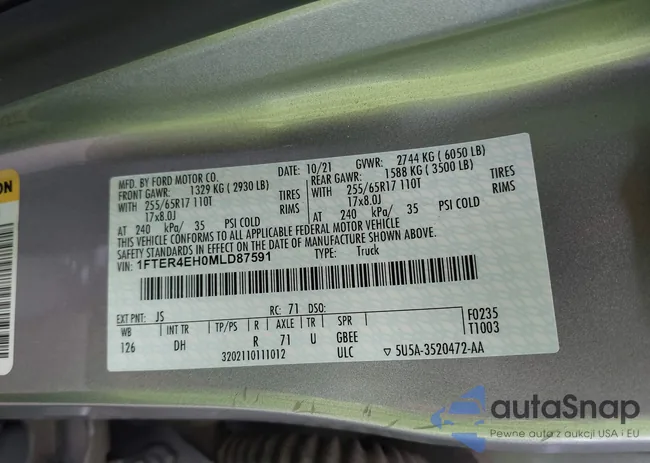 ON
MFD. BY FORD MOTOR CO.
DATE: 10/21
GVWR: 2744 KG ( 6050 LB)
FRONT GAWR: 1329 KG ( 2930 LB)
REAR GAWR: 1588 KG ( 3500 LB)
WITH 255/65R17 110T TIRES
WITH 255/65R17 110T TIRES
17x8.0J RIMS
17x8.0J RIMS
AT 240 kPa/ 35 PSI COLD
AT 240 kPa/ 35 PSI COLD
THIS VEHICLE CONFORMS TO ALL APPLICABLE FEDERAL MOTOR VEHICLE
SAFETY STANDARDS IN EFFECT ON THE DATE OF MANUFACTURE SHOWN ABOVE.
VIN: 1FTER4EH0MLD87591
TYPE: Truck
EXT PNT: JS RC: 71 DSO:
F0235
T1003
WB INT TR TP/PS R AXLE TR SPR
126 DH R 71 U GBEE
3202110111012 ULC ▽ 5U5A-3520472-AA
autaSnap
Pewne auto z aukcji USA i EU